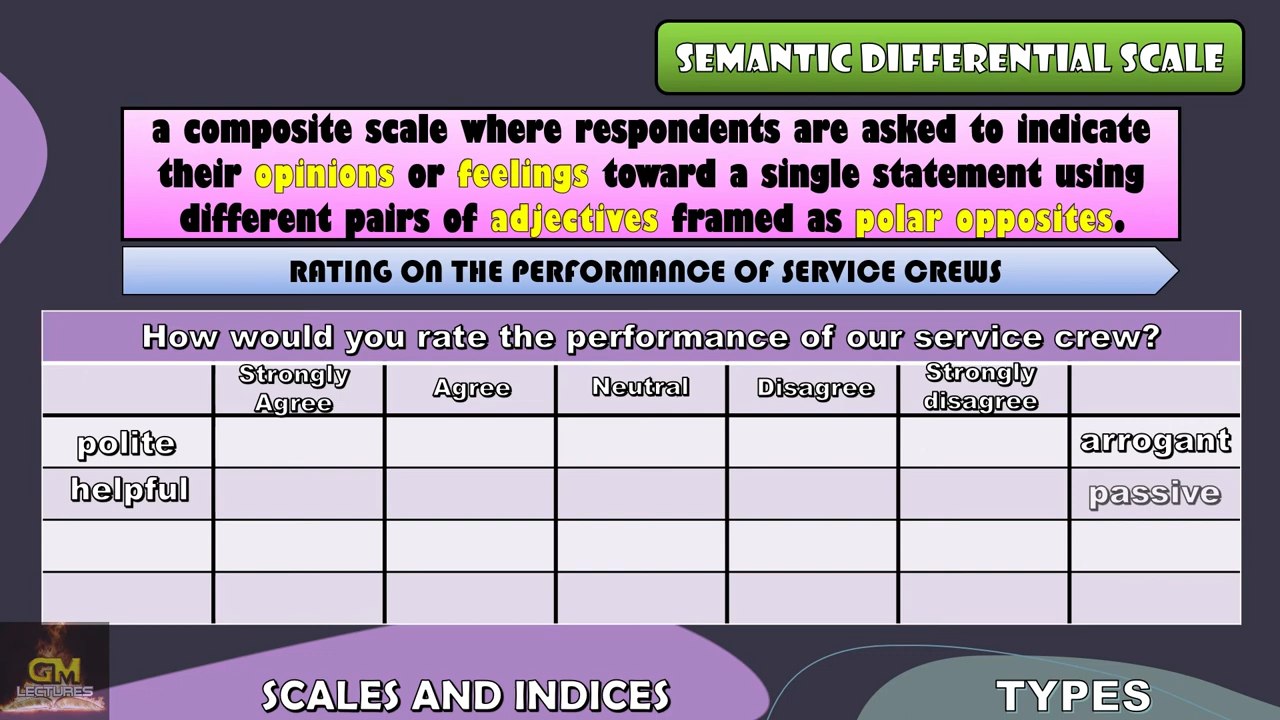 SEMANTIC DIFFERENTIAL SCALE
a composite scale where respondents are asked to indicate
their opinions or feelings toward a single statement using
different pairs of adjectives framed as polar opposites.
RATING ON THE PERFORMANCE OF SERVICE CREWS
How would you rate the performance of our service crew?
Strongly Agree
Agree
Neutral
Disagree
Strongly disagree
polite
arrogant
helpful
passive
GM
LECTURES
SCALES AND INDICES
TYPES